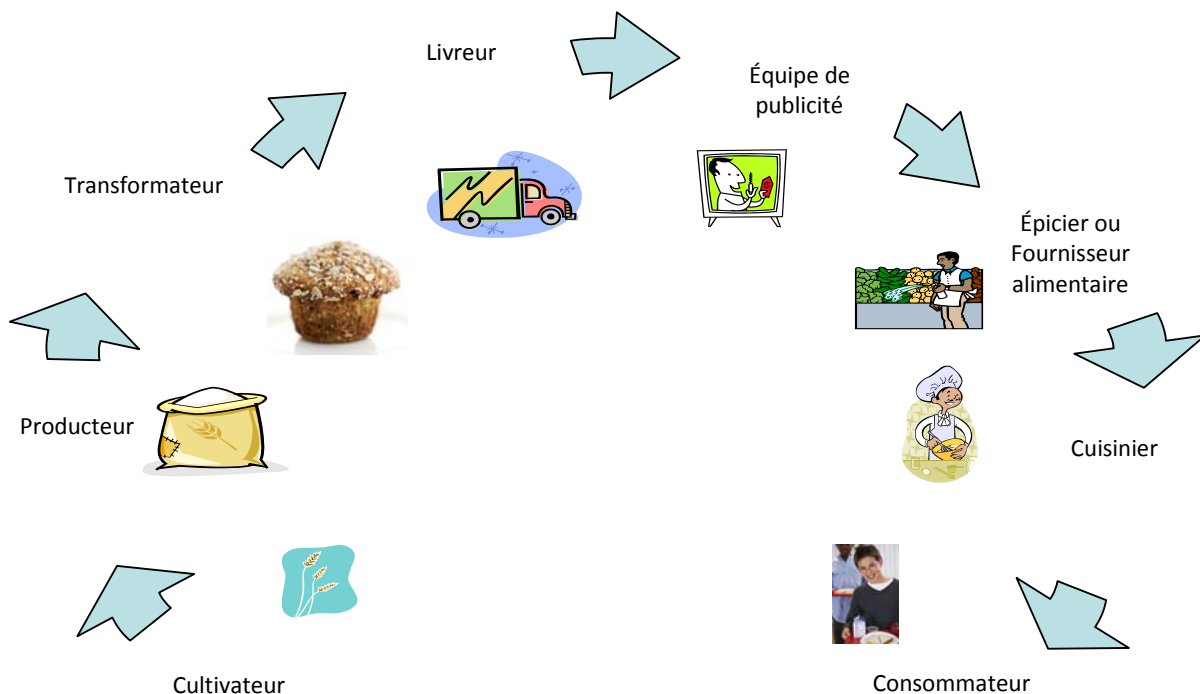 Livreur
Équipe de
publicité
Transformateur
Épicier ou
Fournisseur
alimentaire
Producteur
Cuisinier
Cultivateur
Consommateur